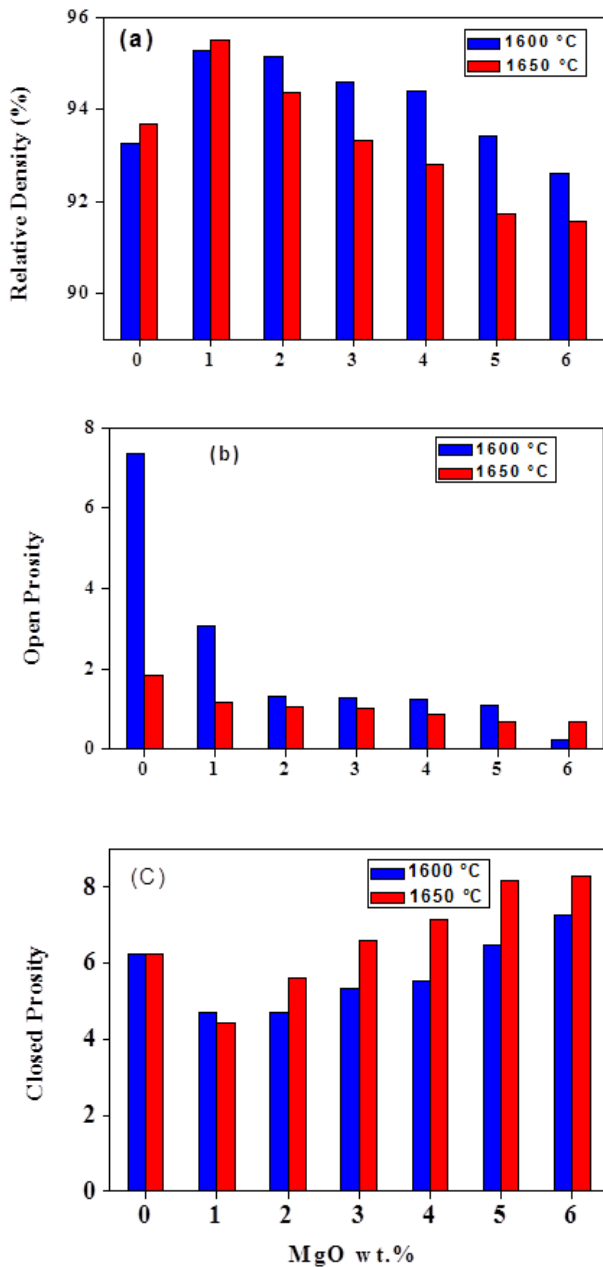 (a)
1600 °C
1650 °C
Relative Density (%)
96
94
92
90
0 1 2 3 4 5 6
(b)
1600 °C
1650 °C
Open Prosity
8
6
4
2
0
0 1 2 3 4 5 6
(C)
1600 °C
1650 °C
Closed Prosity
8
6
4
2
0
0 1 2 3 4 5 6
MgO wt.%